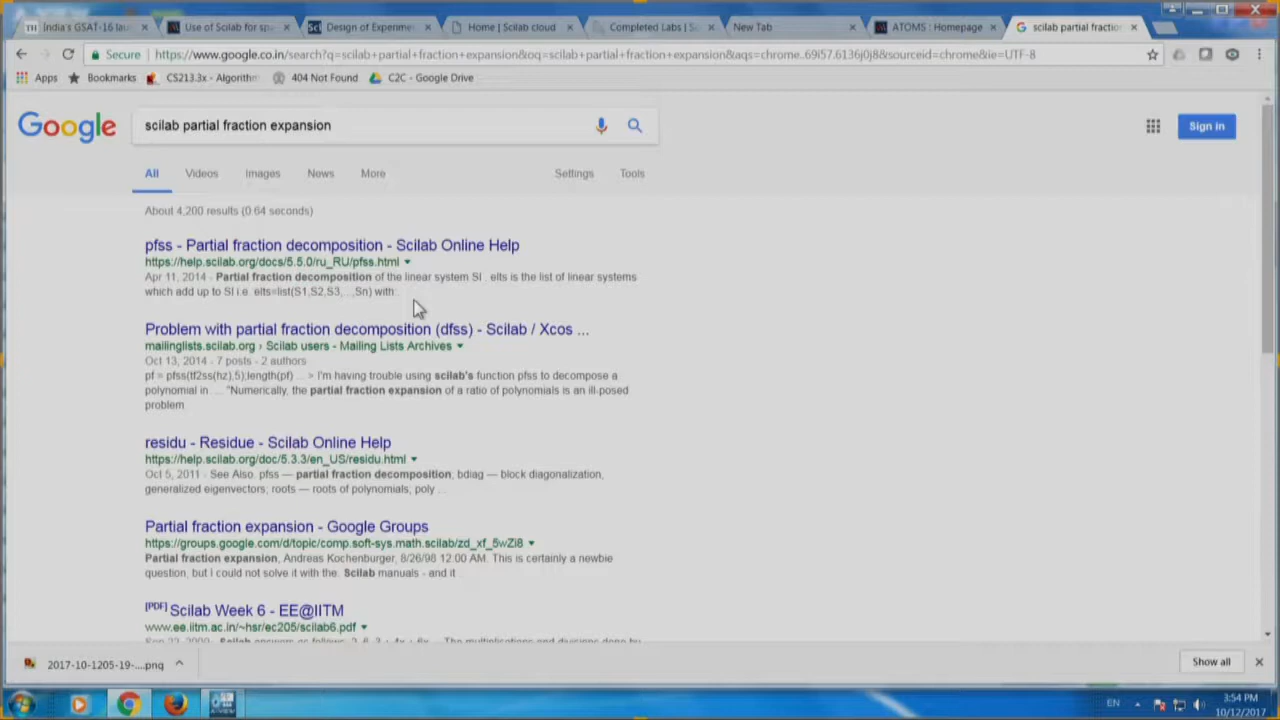 India's GSAT-16 lau
Use of Scilab for sp
Design of Experime
Home | Scilab cloud
Completed Labs | S
New Tab
ATOMS : Homepage
scilab partial fractio
Secure | https://www.google.co.in/search?q=scilab+partial+fraction+expansion&oq=scilab+partial+fraction+expansion&aqs=chrome..69i57.6136j0j8&sourceid=chrome&ie=UTF-8
Apps Bookmarks CS213.3x - Algorith 404 Not Found C2C - Google Drive
Google
scilab partial fraction expansion
Sign in
All Videos Images News More Settings Tools
About 4,200 results (0.64 seconds)
pfss - Partial fraction decomposition - Scilab Online Help
https://help.scilab.org/docs/5.5.0/ru_RU/pfss.html
Apr 11, 2014 - Partial fraction decomposition of the linear system Sl . elts is the list of linear systems
which add up to Sl i.e. elts=list(S1,S2,S3,...,Sn) with:
Problem with partial fraction decomposition (dfss) - Scilab / Xcos ...
mailinglists.scilab.org › Scilab users - Mailing Lists Archives
Oct 13, 2014 - 7 posts - 2 authors
pf = pfss(tf2ss(hz),5);length(pf) ... > I'm having trouble using scilab's function pfss to decompose a
polynomial in. ... "Numerically, the partial fraction expansion of a ratio of polynomials is an ill-posed
problem.
residu - Residue - Scilab Online Help
https://help.scilab.org/doc/5.3.3/en_US/residu.html
Oct 5, 2011 - See Also. pfss — partial fraction decomposition; bdiag — block diagonalization,
generalized eigenvectors; roots — roots of polynomials; poly ...
Partial fraction expansion - Google Groups
https://groups.google.com/d/topic/comp.soft-sys.math.scilab/zd_xf_5wZi8
Partial fraction expansion, Andreas Kochenburger, 8/26/98 12:00 AM. This is certainly a newbie
question, but I could not solve it with the. Scilab manuals - and it ...
[PDF] Scilab Week 6 - EE@IITM
www.ee.iitm.ac.in/~hsr/ec205/scilab6.pdf
2017-10-1205-19-....png
Show all
EN
3:54 PM
10/12/2017